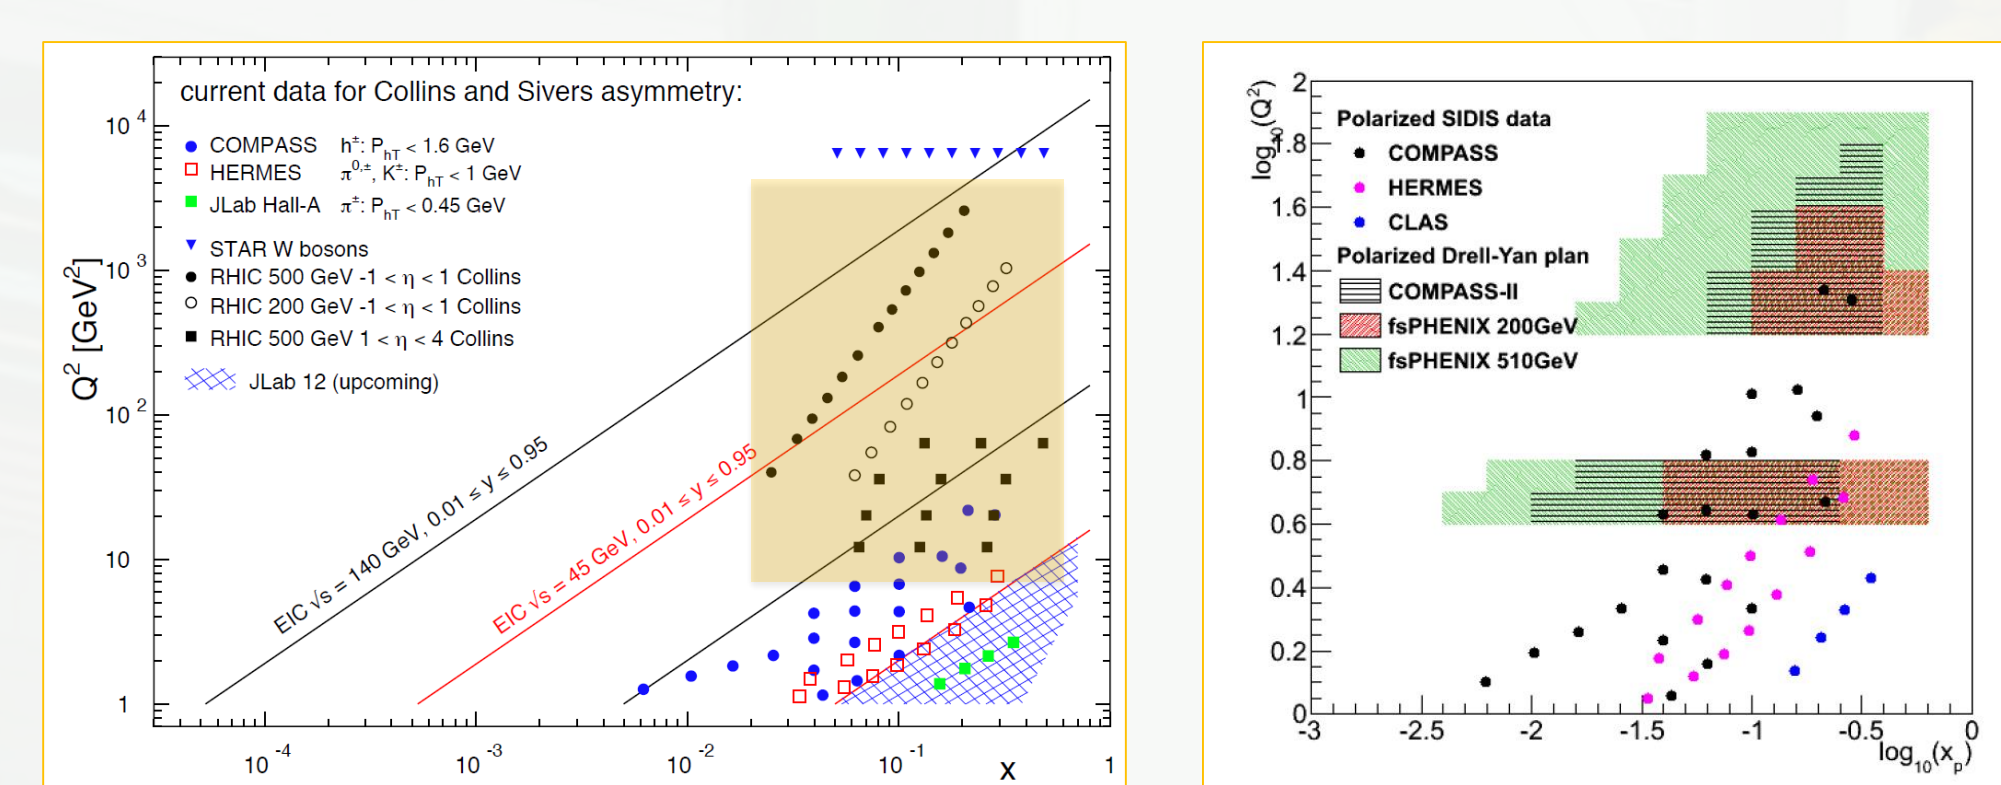 current data for Collins and Sivers asymmetry:
COMPASS h±: PhT < 1.6 GeV
HERMES π0,±, K±: PhT < 1 GeV
JLab Hall-A π±: PhT < 0.45 GeV
STAR W bosons
RHIC 500 GeV -1 < η < 1 Collins
RHIC 200 GeV -1 < η < 1 Collins
RHIC 500 GeV 1 < η < 4 Collins
JLab 12 (upcoming)
EIC √s = 140 GeV, 0.01 ≤ y ≤ 0.95
EIC √s = 45 GeV, 0.01 ≤ y ≤ 0.95
Q2 [GeV2]
10 4
10 3
10 2
10
1
10 -4
10 -3
10 -2
10 -1
x
1
log10(Q2)
2
1.8
1.6
1.4
1.2
1
0.8
0.6
0.4
0.2
0
Polarized SIDIS data
COMPASS
HERMES
CLAS
Polarized Drell-Yan plan
COMPASS-II
fsPHENIX 200GeV
fsPHENIX 510GeV
-3
-2.5
-2
-1.5
-1
-0.5
0
log10(xp)